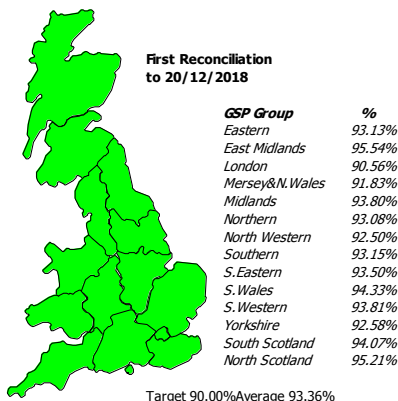 First Reconciliation
to 20/12/2018
GSP Group %
Eastern 93.13%
East Midlands 95.54%
London 90.56%
Mersey&N.Wales 91.83%
Midlands 93.80%
Northern 93.08%
North Western 92.50%
Southern 93.15%
S.Eastern 93.50%
S.Wales 94.33%
S.Western 93.81%
Yorkshire 92.58%
South Scotland 94.07%
North Scotland 95.21%
Target 90.00%Average 93.36%